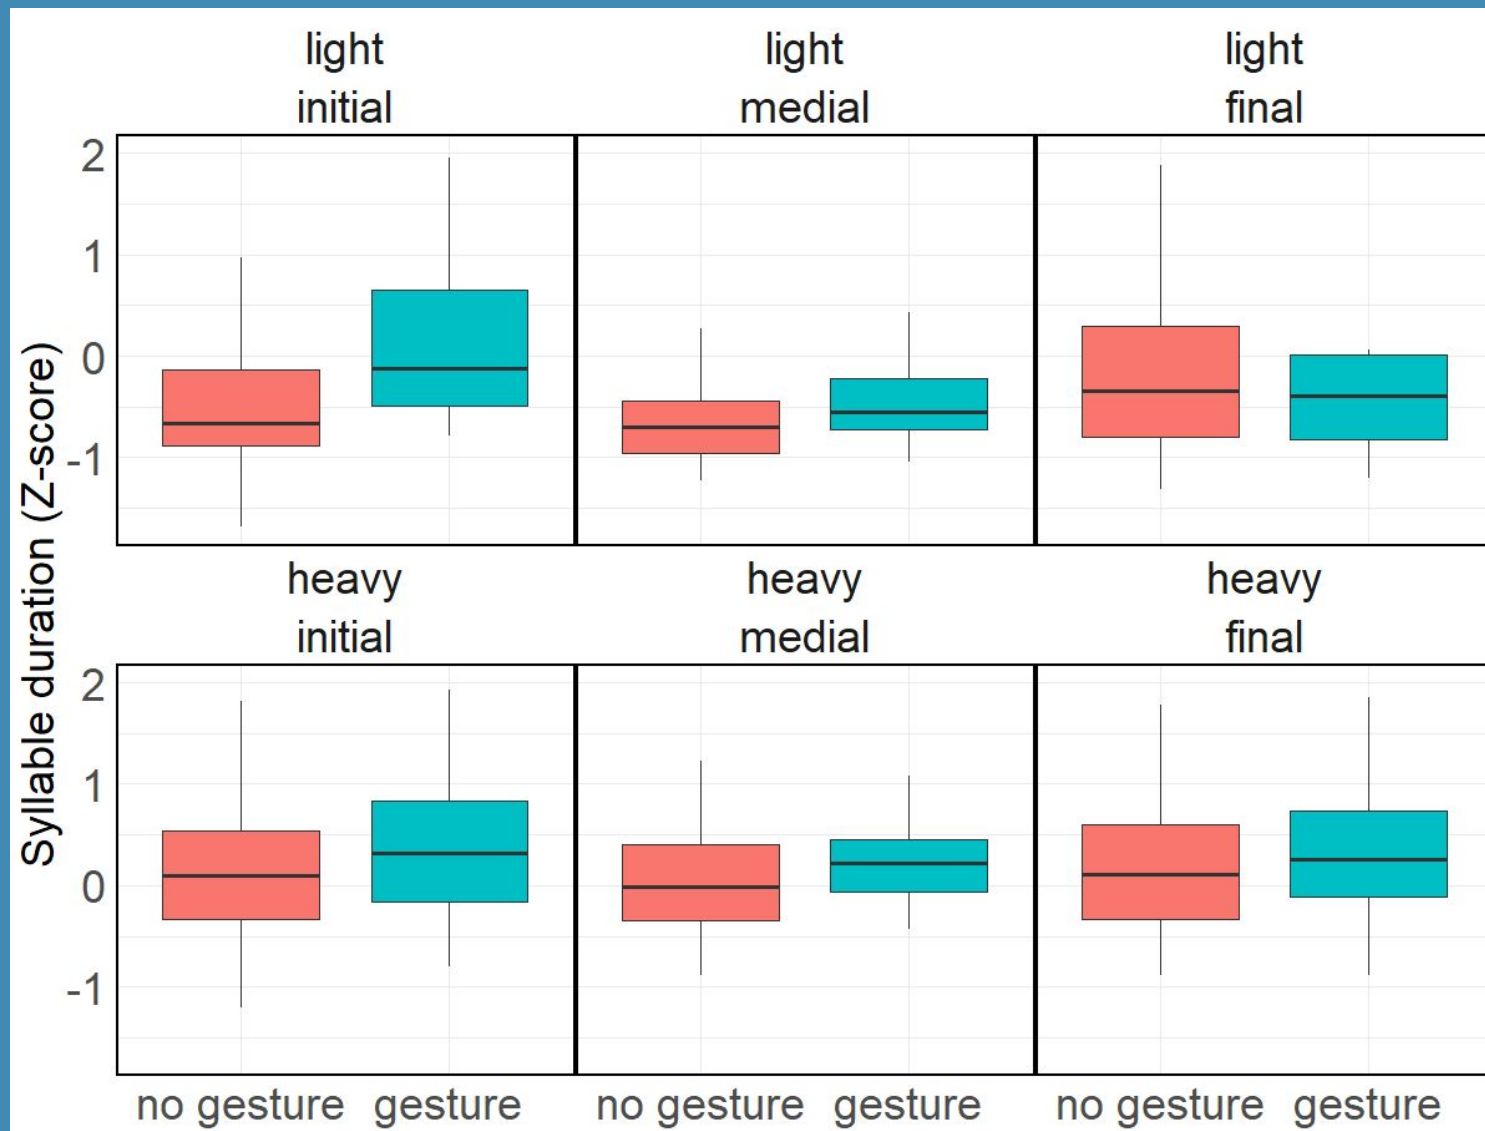 light
initial
light
medial
light
final
2
1
0
-1
Syllable duration (Z-score)
heavy
initial
heavy
medial
heavy
final
2
1
0
-1
no gesture gesture no gesture gesture no gesture gesture